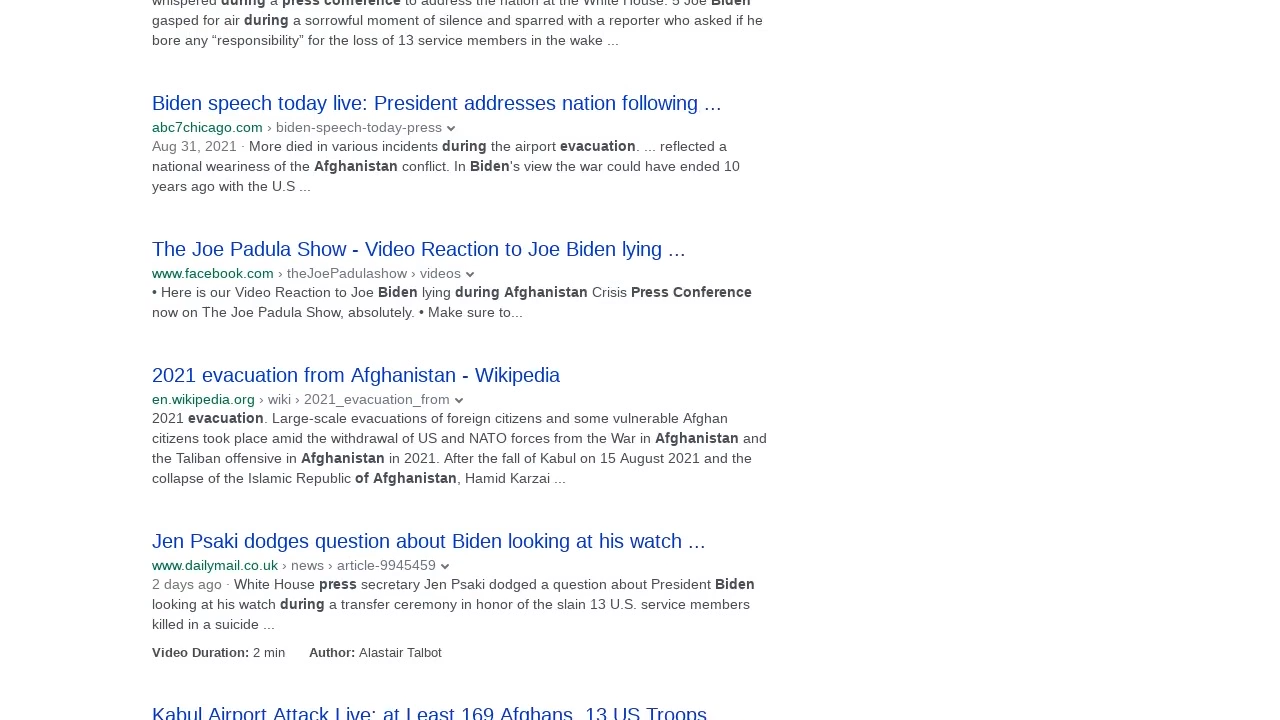 whispered during a press conference to address the nation at the White House. 5 Joe Biden
gasped for air during a sorrowful moment of silence and sparred with a reporter who asked if he
bore any “responsibility” for the loss of 13 service members in the wake ...
Biden speech today live: President addresses nation following ...
abc7chicago.com › biden-speech-today-press
Aug 31, 2021 · More died in various incidents during the airport evacuation. ... reflected a
national weariness of the Afghanistan conflict. In Biden's view the war could have ended 10
years ago with the U.S ...
The Joe Padula Show - Video Reaction to Joe Biden lying ...
www.facebook.com › theJoePadulashow › videos
• Here is our Video Reaction to Joe Biden lying during Afghanistan Crisis Press Conference
now on The Joe Padula Show, absolutely. • Make sure to...
2021 evacuation from Afghanistan - Wikipedia
en.wikipedia.org › wiki › 2021_evacuation_from
2021 evacuation. Large-scale evacuations of foreign citizens and some vulnerable Afghan
citizens took place amid the withdrawal of US and NATO forces from the War in Afghanistan and
the Taliban offensive in Afghanistan in 2021. After the fall of Kabul on 15 August 2021 and the
collapse of the Islamic Republic of Afghanistan, Hamid Karzai ...
Jen Psaki dodges question about Biden looking at his watch ...
www.dailymail.co.uk › news › article-9945459
2 days ago · White House press secretary Jen Psaki dodged a question about President Biden
looking at his watch during a transfer ceremony in honor of the slain 13 U.S. service members
killed in a suicide ...
Video Duration: 2 min Author: Alastair Talbot
Kabul Airport Attack Live: at Least 169 Afghans, 13 US Troops